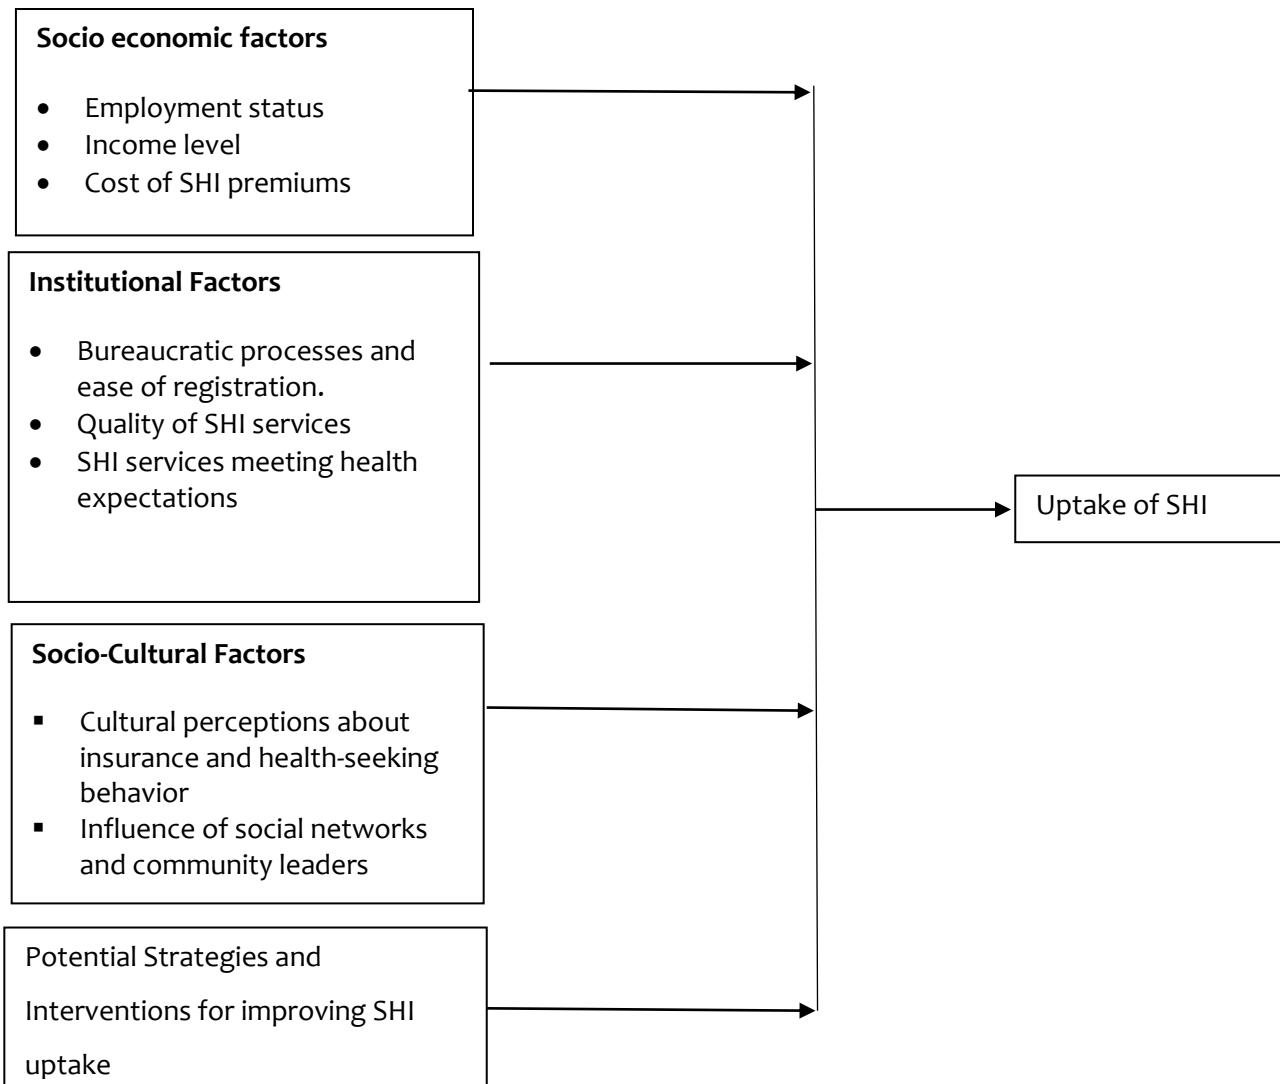 Socio economic factors
• Employment status
• Income level
• Cost of SHI premiums
Institutional Factors
• Bureaucratic processes and
ease of registration.
• Quality of SHI services
• SHI services meeting health
expectations
Uptake of SHI
Socio-Cultural Factors
▪ Cultural perceptions about
insurance and health-seeking
behavior
▪ Influence of social networks
and community leaders
Potential Strategies and
Interventions for improving SHI
uptake